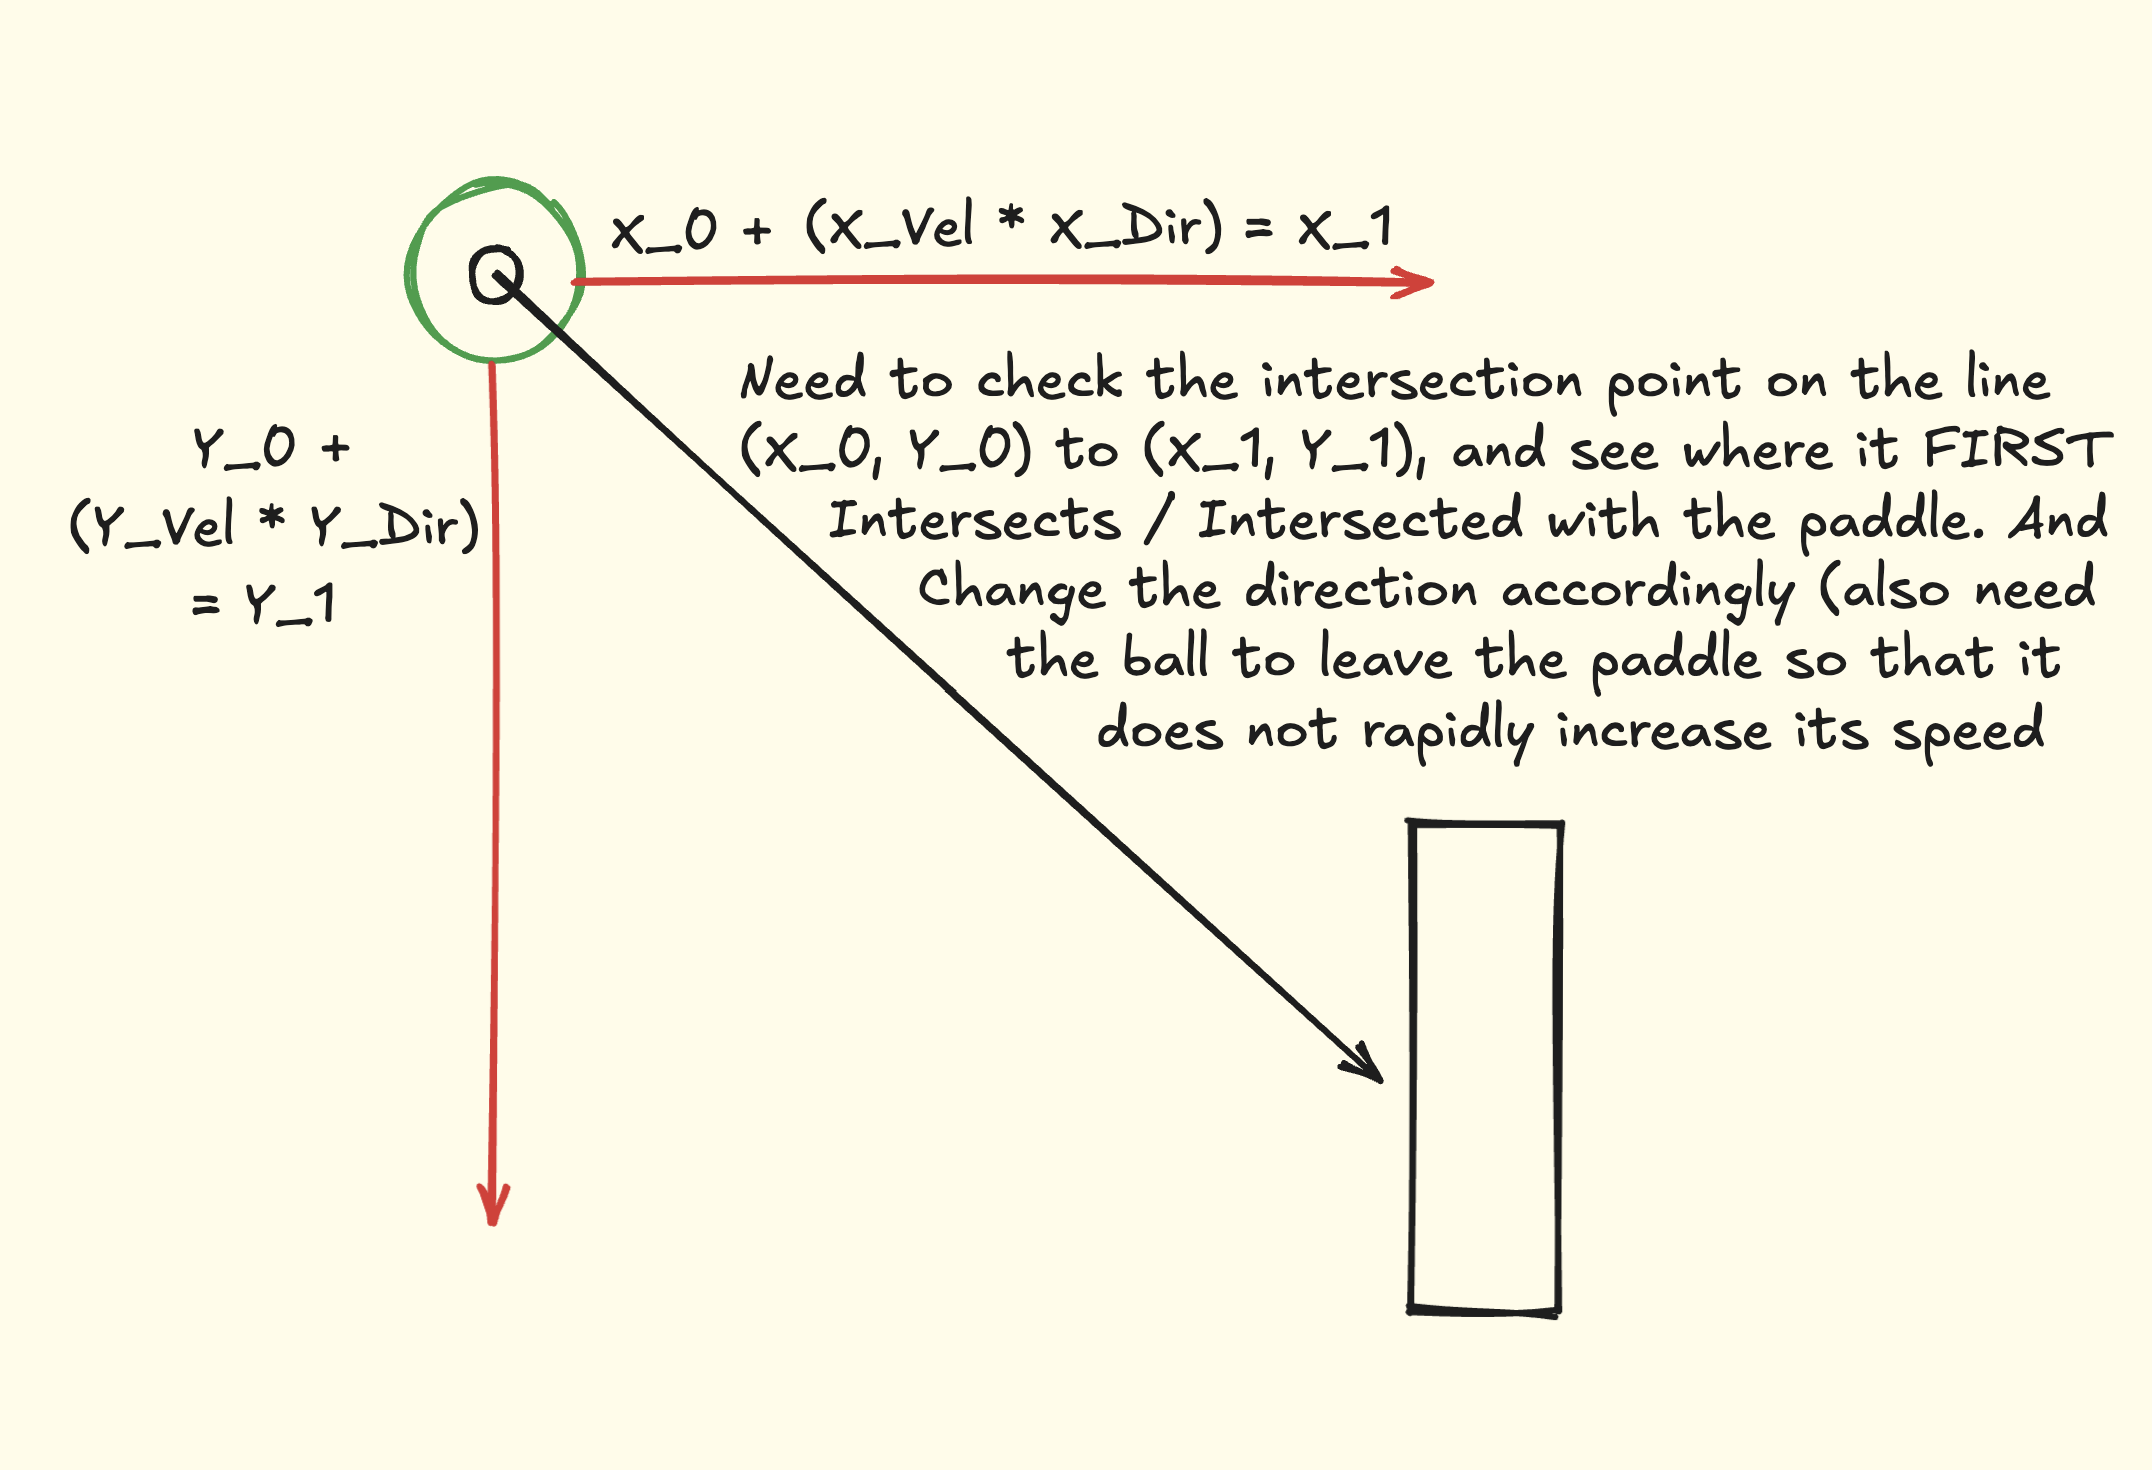 X_0 + (X_Vel * X_Dir) = X_1
Need to check the intersection point on the line
(X_0, Y_0) to (X_1, Y_1), and see where it FIRST
Intersects / Intersected with the paddle. And
Change the direction accordingly (also need
the ball to leave the paddle so that it
does not rapidly increase its speed
Y_0 +
(Y_Vel * Y_Dir)
= Y_1